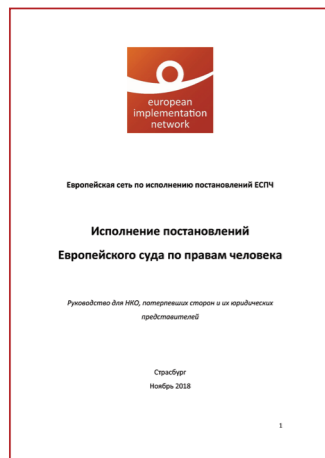 european
implementation
network
Европейская сеть по исполнению постановлений ЕСПЧ
Исполнение постановлений
Европейского суда по правам человека
Руководство для НКО, потерпевших сторон и их юридических
представителей
Страсбург
Ноябрь 2018
1